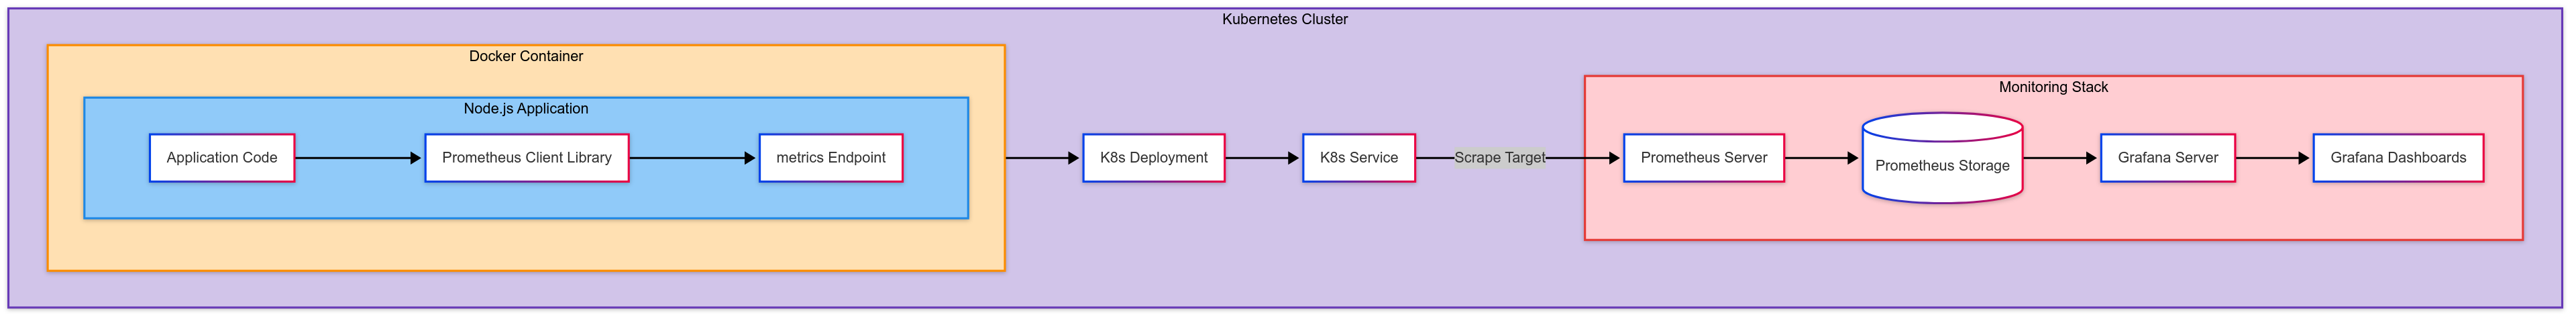 Kubernetes Cluster
Docker Container
Node.js Application
Application Code
Prometheus Client Library
metrics Endpoint
K8s Deployment
K8s Service
Scrape Target
Monitoring Stack
Prometheus Server
Prometheus Storage
Grafana Server
Grafana Dashboards